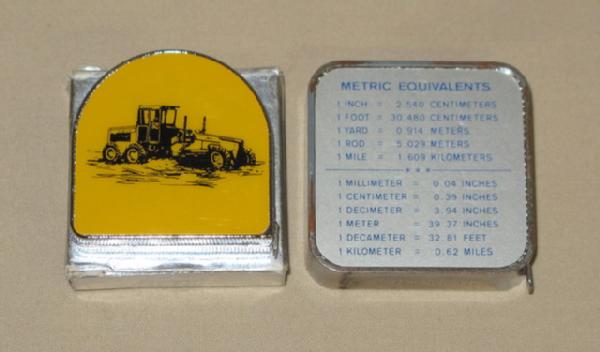 METRIC EQUIVALENTS
1 INCH = 2.540 CENTIMETERS
1 FOOT = 30.480 CENTIMETERS
1 YARD = 0.914 METERS
1 ROD = 5.029 METERS
1 MILE = 1.609 KILOMETERS
1 MILLIMETER = 0.04 INCHES
1 CENTIMETER = 0.39 INCHES
1 DECIMETER = 3.94 INCHES
1 METER = 39.37 INCHES
1 DECAMETER = 32.81 FEET
1 KILOMETER = 0.62 MILES